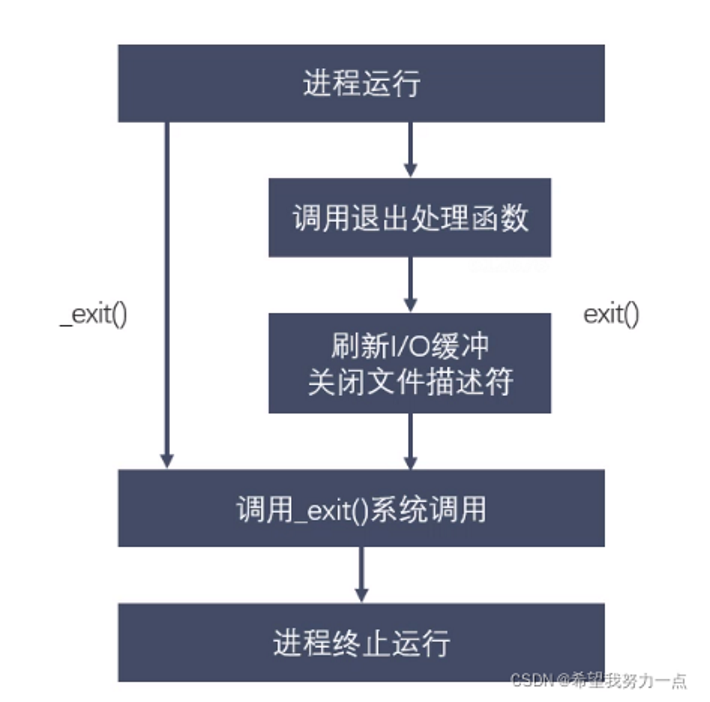 进程运行
调用退出处理函数
_exit()
exit()
刷新I/O缓冲
关闭文件描述符
调用_exit()系统调用
进程终止运行
CSDN @希望我努力一点